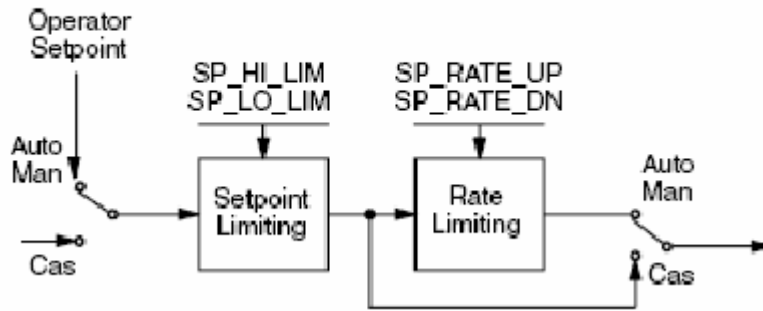 Operator
Setpoint
SP_HI_LIM
SP_LO_LIM
SP_RATE_UP
SP_RATE_DN
Auto
Man
Setpoint
Limiting
Rate
Limiting
Auto
Man
Cas
Cas